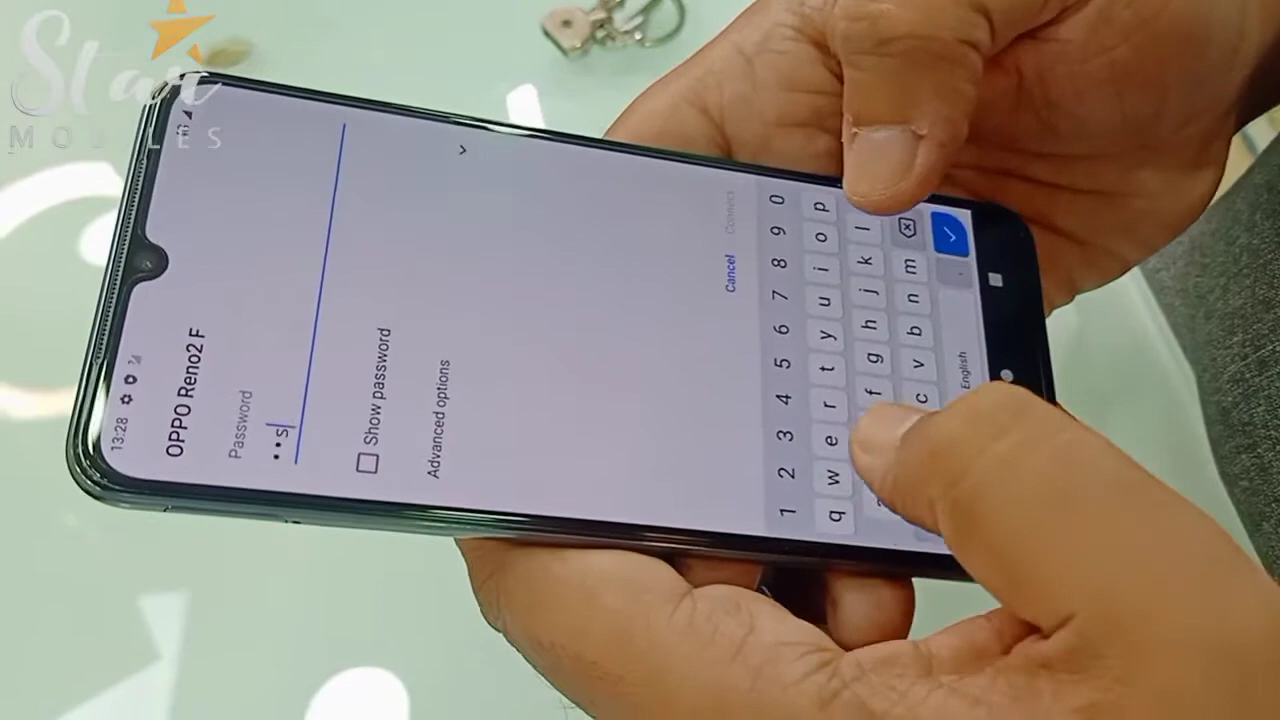 Star
MOBILES
13:28
OPPO Reno2 F
Password
••s
Show password
Advanced options
Cancel Connect
1 2 3 4 5 6 7 8 9 0
q w e r t y u i o p
f g h j k l
c v b n m
English